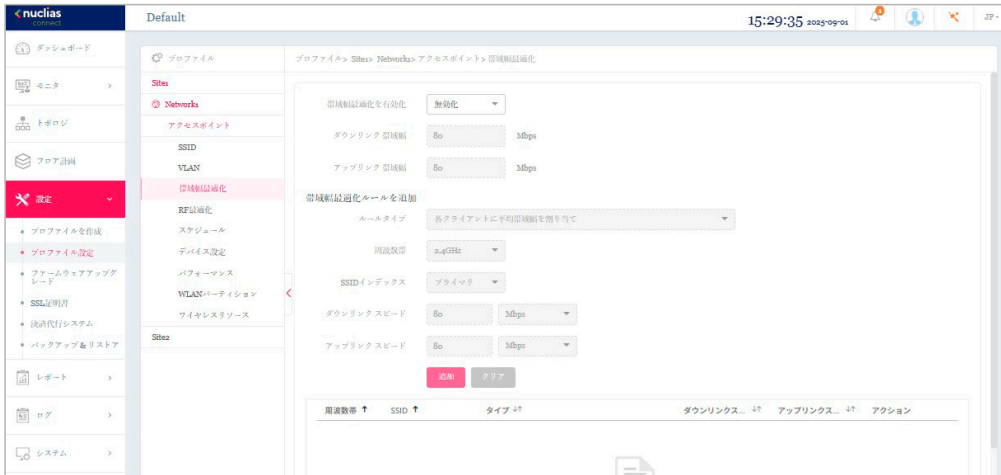 nuclias
connect
Default
15:29:35 2025-09-01
2
JP
ダッシュボード
モニタ
トポロジ
フロア計画
設定
プロファイルを作成
プロファイル設定
ファームウェアアップグ
レード
SSL証明書
決済代行システム
バックアップ&リストア
レポート
ログ
システム
プロファイル
Sites
Networks
アクセスポイント
SSID
VLAN
帯域幅最適化
RF最適化
スケジュール
デバイス設定
パフォーマンス
WLANパーティション
ワイヤレスリソース
Site2
プロファイル> Sites> Networks> アクセスポイント> 帯域幅最適化
帯域幅最適化を有効化 無効化
ダウンリンク 帯域幅 80 Mbps
アップリンク 帯域幅 80 Mbps
帯域幅最適化ルールを追加
ルールタイプ 各クライアントに平均帯域幅を割り当て
周波数帯 2.4GHz
SSIDインデックス プライマリ
ダウンリンク スピード 80 Mbps
アップリンク スピード 80 Mbps
追加 クリア
周波数帯 ↑ SSID ↑ タイプ ↓↑ ダウンリンクス... ↓↑ アップリンクス... ↓↑ アクション